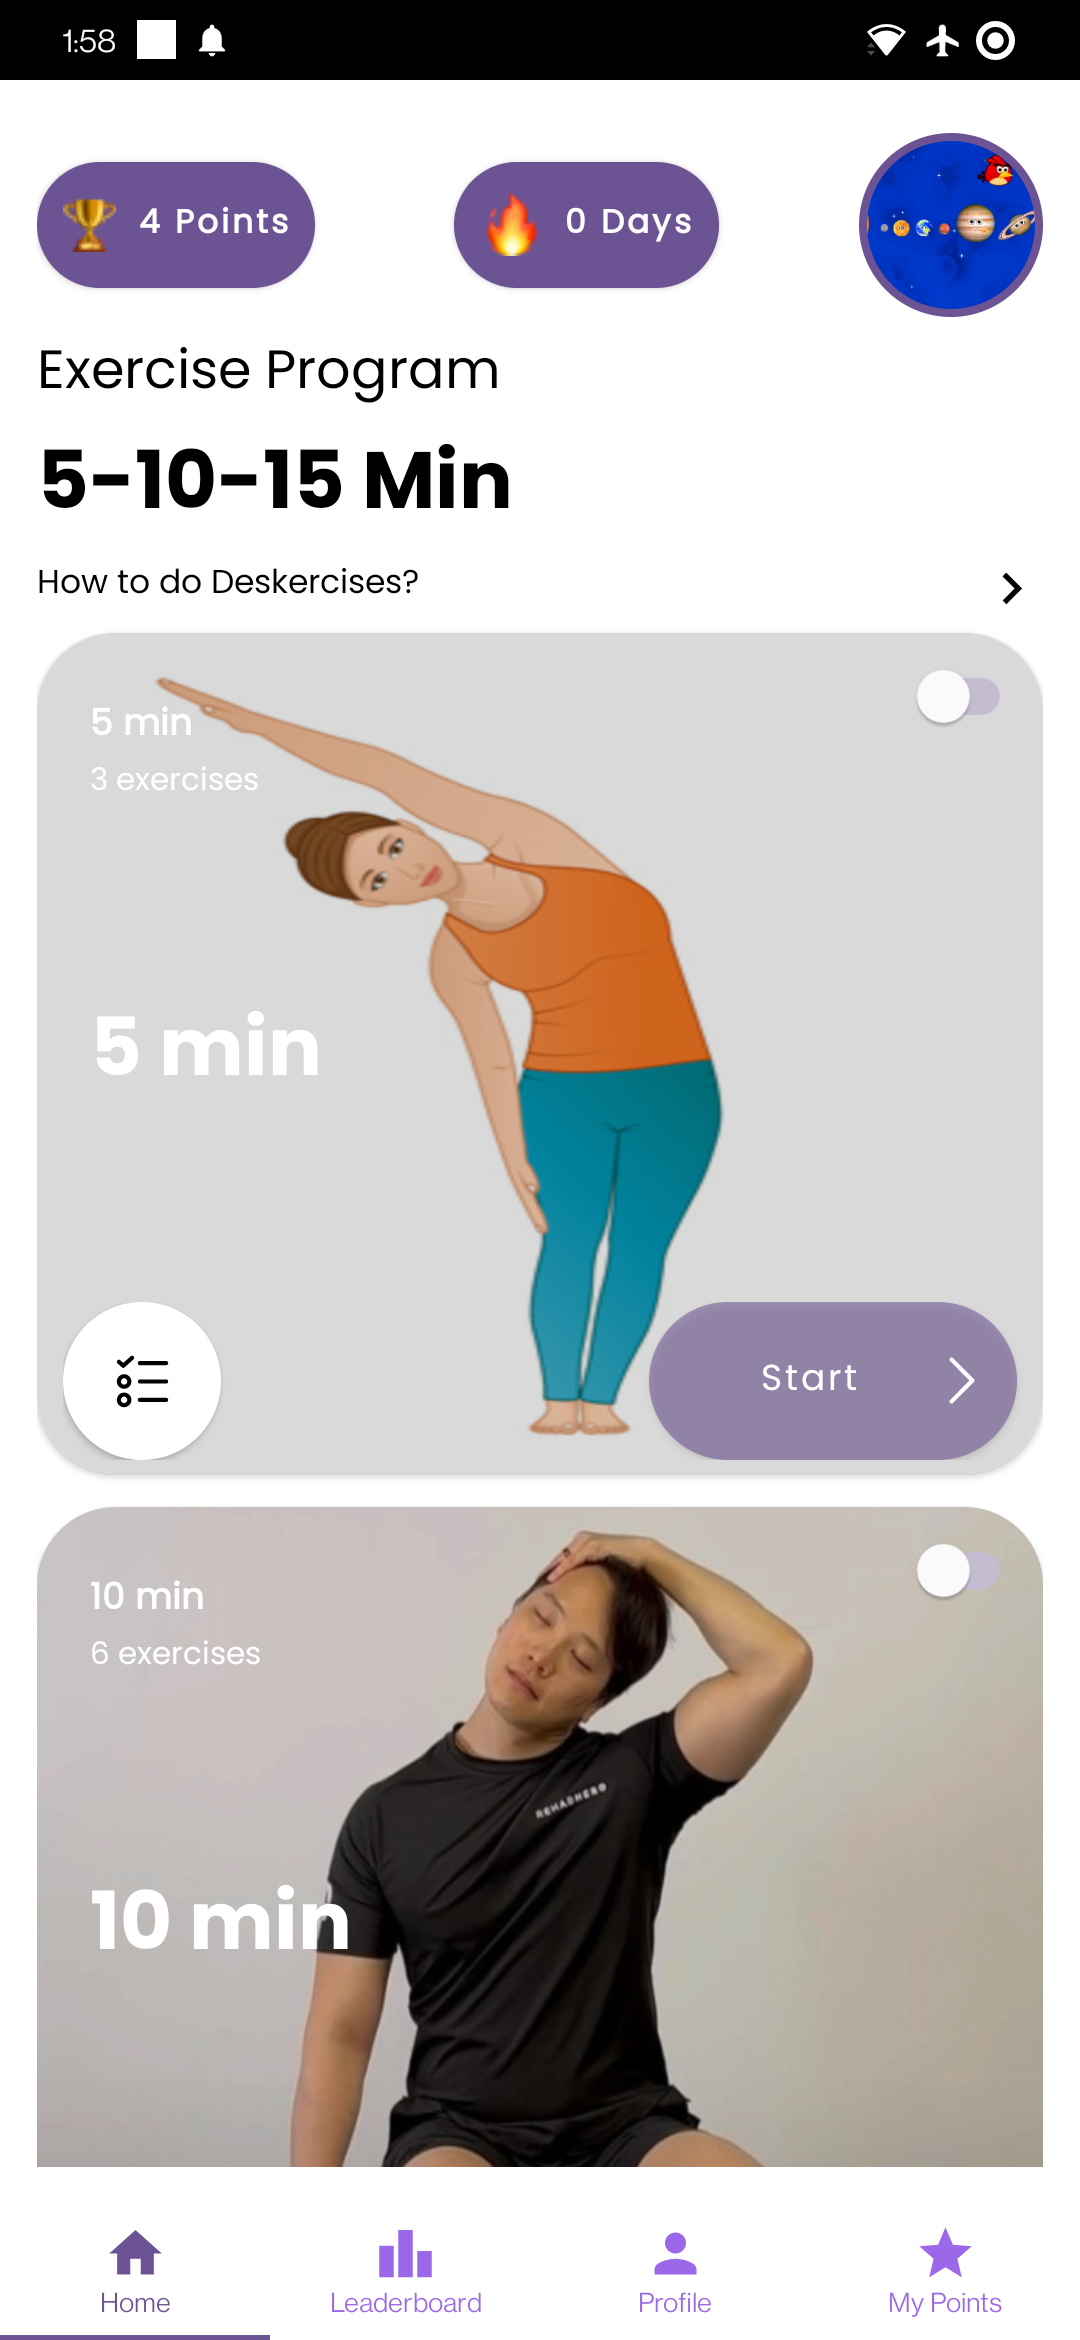 1:58
4 Points
0 Days
Exercise Program
5-10-15 Min
How to do Deskercises?
5 min
3 exercises
5 min
Start
10 min
6 exercises
REHABHERO
10 min
Home
Leaderboard
Profile
My Points